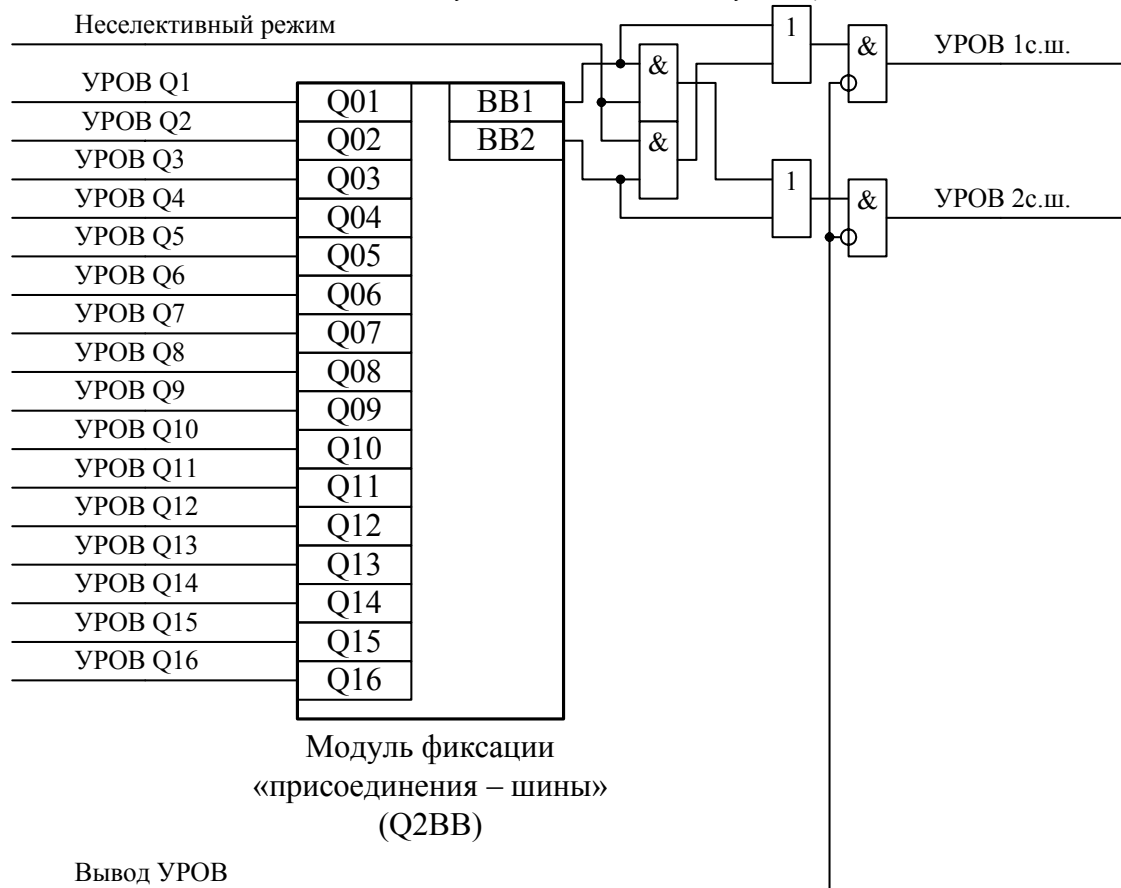 Неселективный режим
УРОВ Q1
УРОВ Q2
УРОВ Q3
УРОВ Q4
УРОВ Q5
УРОВ Q6
УРОВ Q7
УРОВ Q8
УРОВ Q9
УРОВ Q10
УРОВ Q11
УРОВ Q12
УРОВ Q13
УРОВ Q14
УРОВ Q15
УРОВ Q16
Q01
Q02
Q03
Q04
Q05
Q06
Q07
Q08
Q09
Q10
Q11
Q12
Q13
Q14
Q15
Q16
BB1
BB2
&
&
1
1
&
&
УРОВ 1с.ш.
УРОВ 2с.ш.
Модуль фиксации
«присоединения – шины»
(Q2BB)
Вывод УРОВ